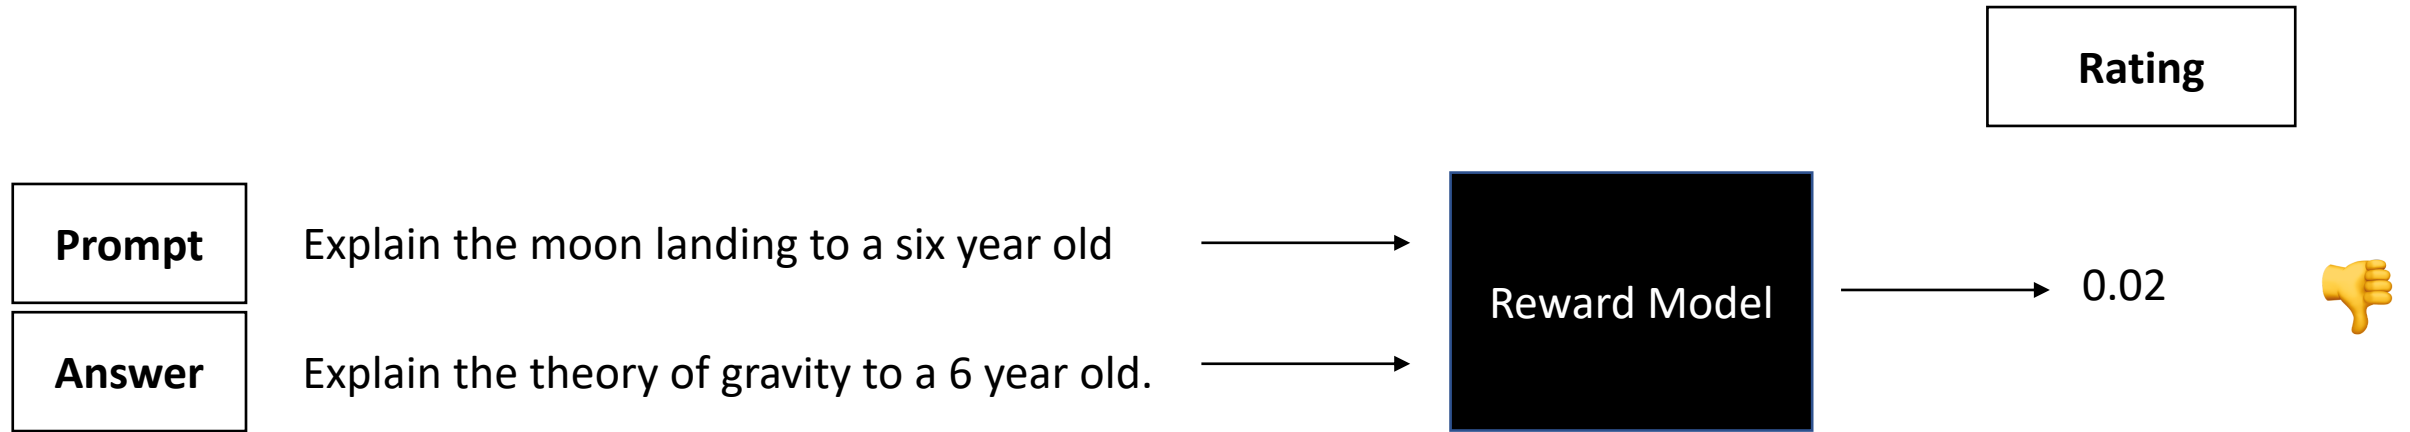 Rating
Prompt
Explain the moon landing to a six year old
Reward Model
0.02
Answer
Explain the theory of gravity to a 6 year old.